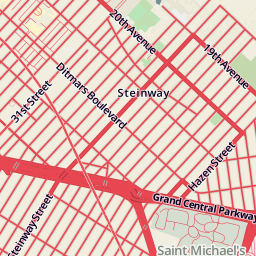 20th Avenue
19th Avenue
31st Street
Ditmars Boulevard
Steinway
Hazen Street
Grand Central Parkway
Steinway Street
Saint Michael's